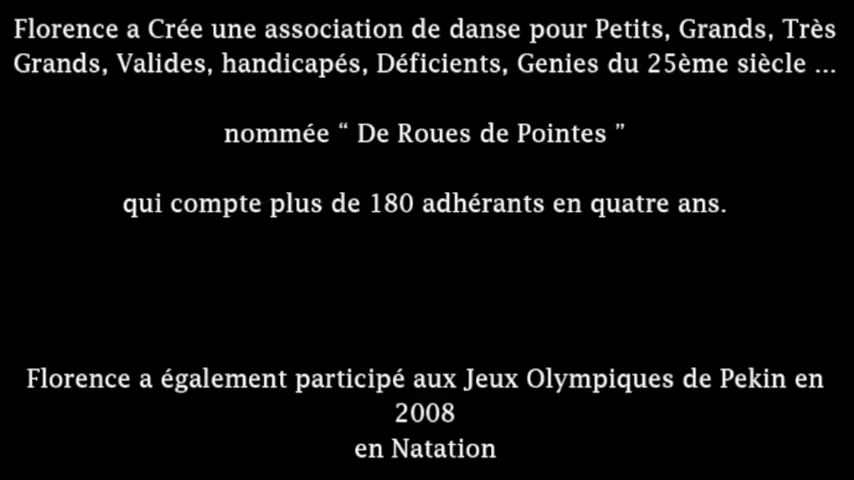 Florence a Crée une association de danse pour Petits, Grands, Très
Grands, Valides, handicapés, Déficients, Genies du 25ème siècle ...
nommée “ De Roues de Pointes ”
qui compte plus de 180 adhérants en quatre ans.
Florence a également participé aux Jeux Olympiques de Pekin en
2008
en Natation